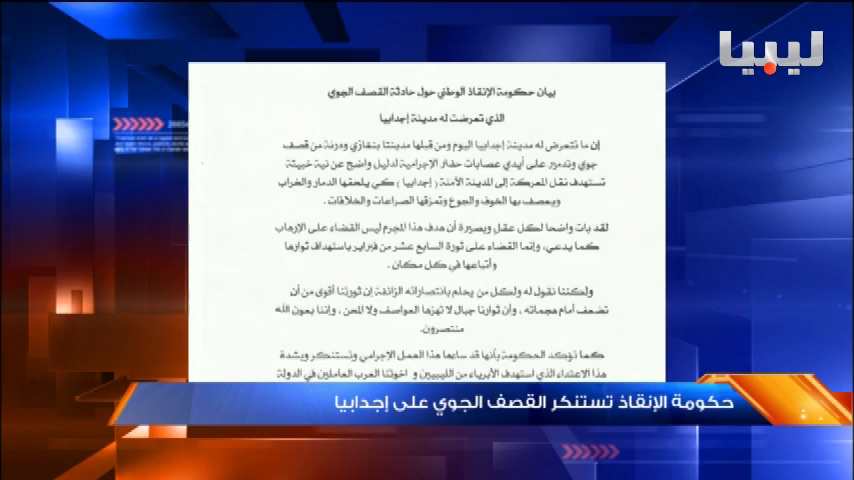 ليبيا
بيان حكومة الإنقاذ الوطني حول حادثة القصف الجوي
الذي تعرضت له مدينة إجدابيا
إن ما تتعرض له مدينة إجدابيا اليوم ومن قبلها مدينتا بنغازي ودرنة من قصف
جوي وتدمير على أيدي عصابات حفتر الإجرامية لدليل واضح عن نية خبيثة
تستهدف نقل المعركة إلى المدينة الآمنة ( إجدابيا ) كي يلحقها الدمار والخراب
ويعصف بها الخوف والجوع وتمزقها الصراعات والخلافات .
لقد بات واضحا لكل عقل وبصيرة أن هدف هذا المجرم ليس القضاء على الإرهاب
كما يدعي، وإنما القضاء على ثورة السابع عشر من فبراير باستهداف ثوارها
وأتباعها في كل مكان .
ولكننا نقول له ولكل من يحلم بانتصاراته الزائفة إن ثورتنا أقوى من أن
تضعف أمام هجماته ، وأن ثوارنا جبال لا تهزها العواصف ولا المحن ، وإننا بعون الله
منتصرون.
كما تؤكد الحكومة بأنها قد ساءها هذا العمل الإجرامي وتستنكر وبشدة
هذا الاعتداء الذي استهدف الأبرياء من الليبيين و اخوتنا العرب العاملين في الدولة
حكومة الإنقاذ تستنكر القصف الجوي على إجدابيا